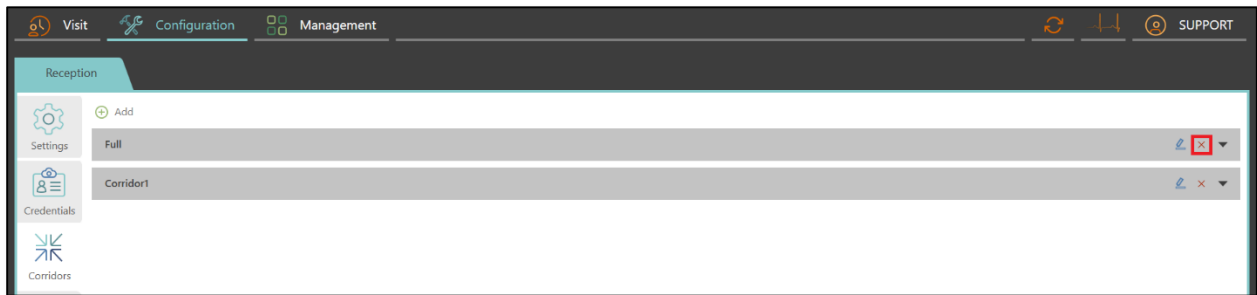 Visit Configuration Management SUPPORT
Reception
Add
Settings
Full
Credentials
Corridor1
Corridors